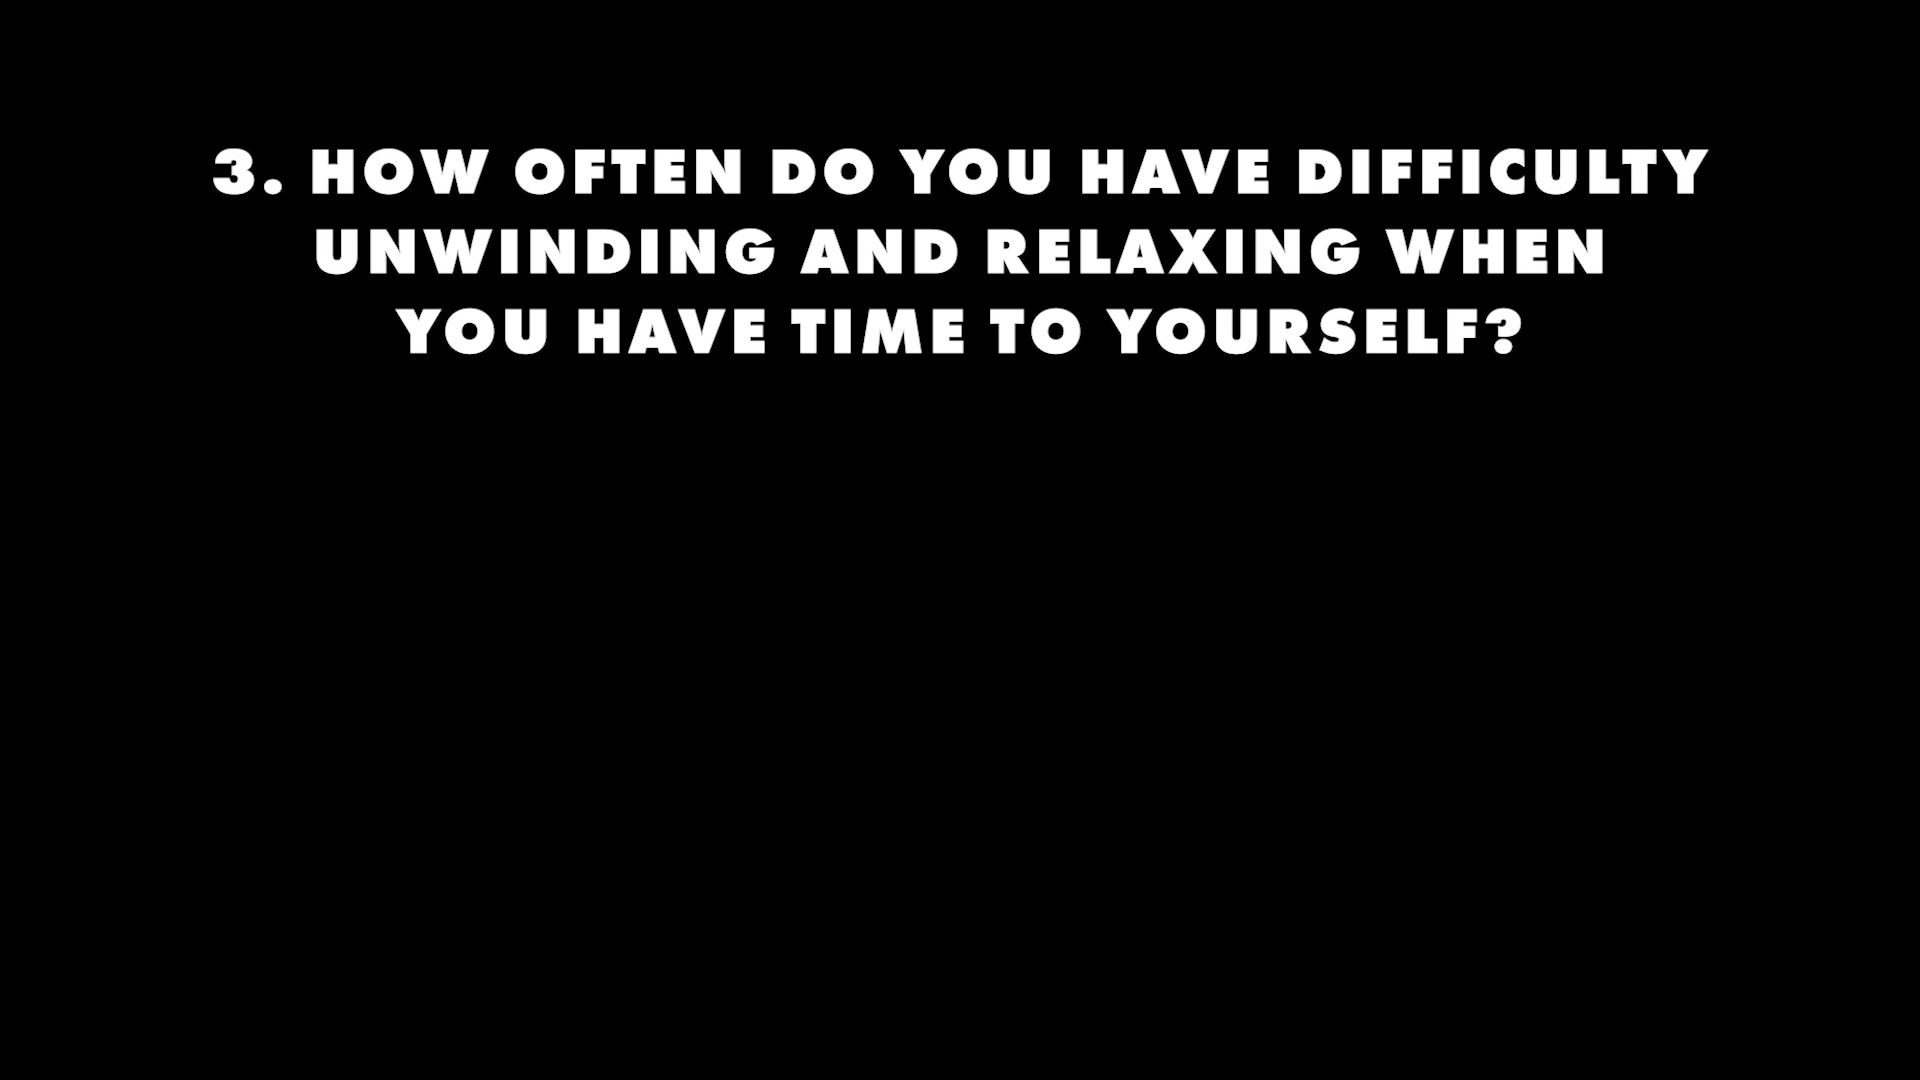 3. HOW OFTEN DO YOU HAVE DIFFICULTY
UNWINDING AND RELAXING WHEN
YOU HAVE TIME TO YOURSELF?